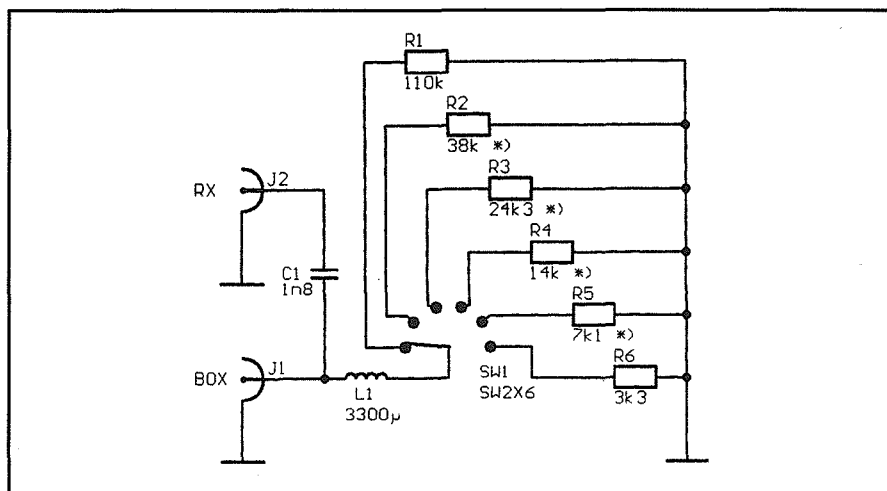 R1
110k
R2
38k *)
R3
24k3 *)
R4
14k *)
R5
7k1 *)
R6
3k3
RX
J2
C1
1n8
BOX
J1
L1
3300µ
SW1
SW2X6